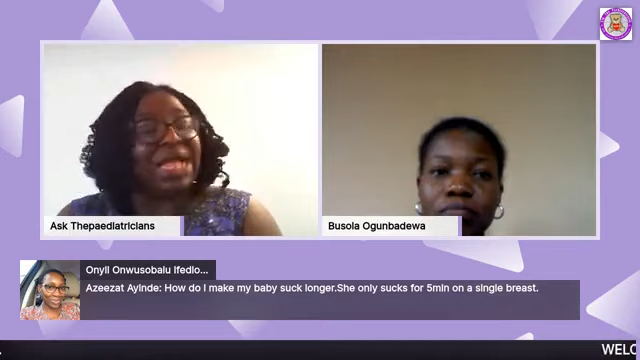 Ask Thepaediatricians
Busola Ogunbadewa
Onyii Onwusobalu Ifedio...
Azeezat Ayinde: How do I make my baby suck longer.She only sucks for 5min on a single breast.
WELC